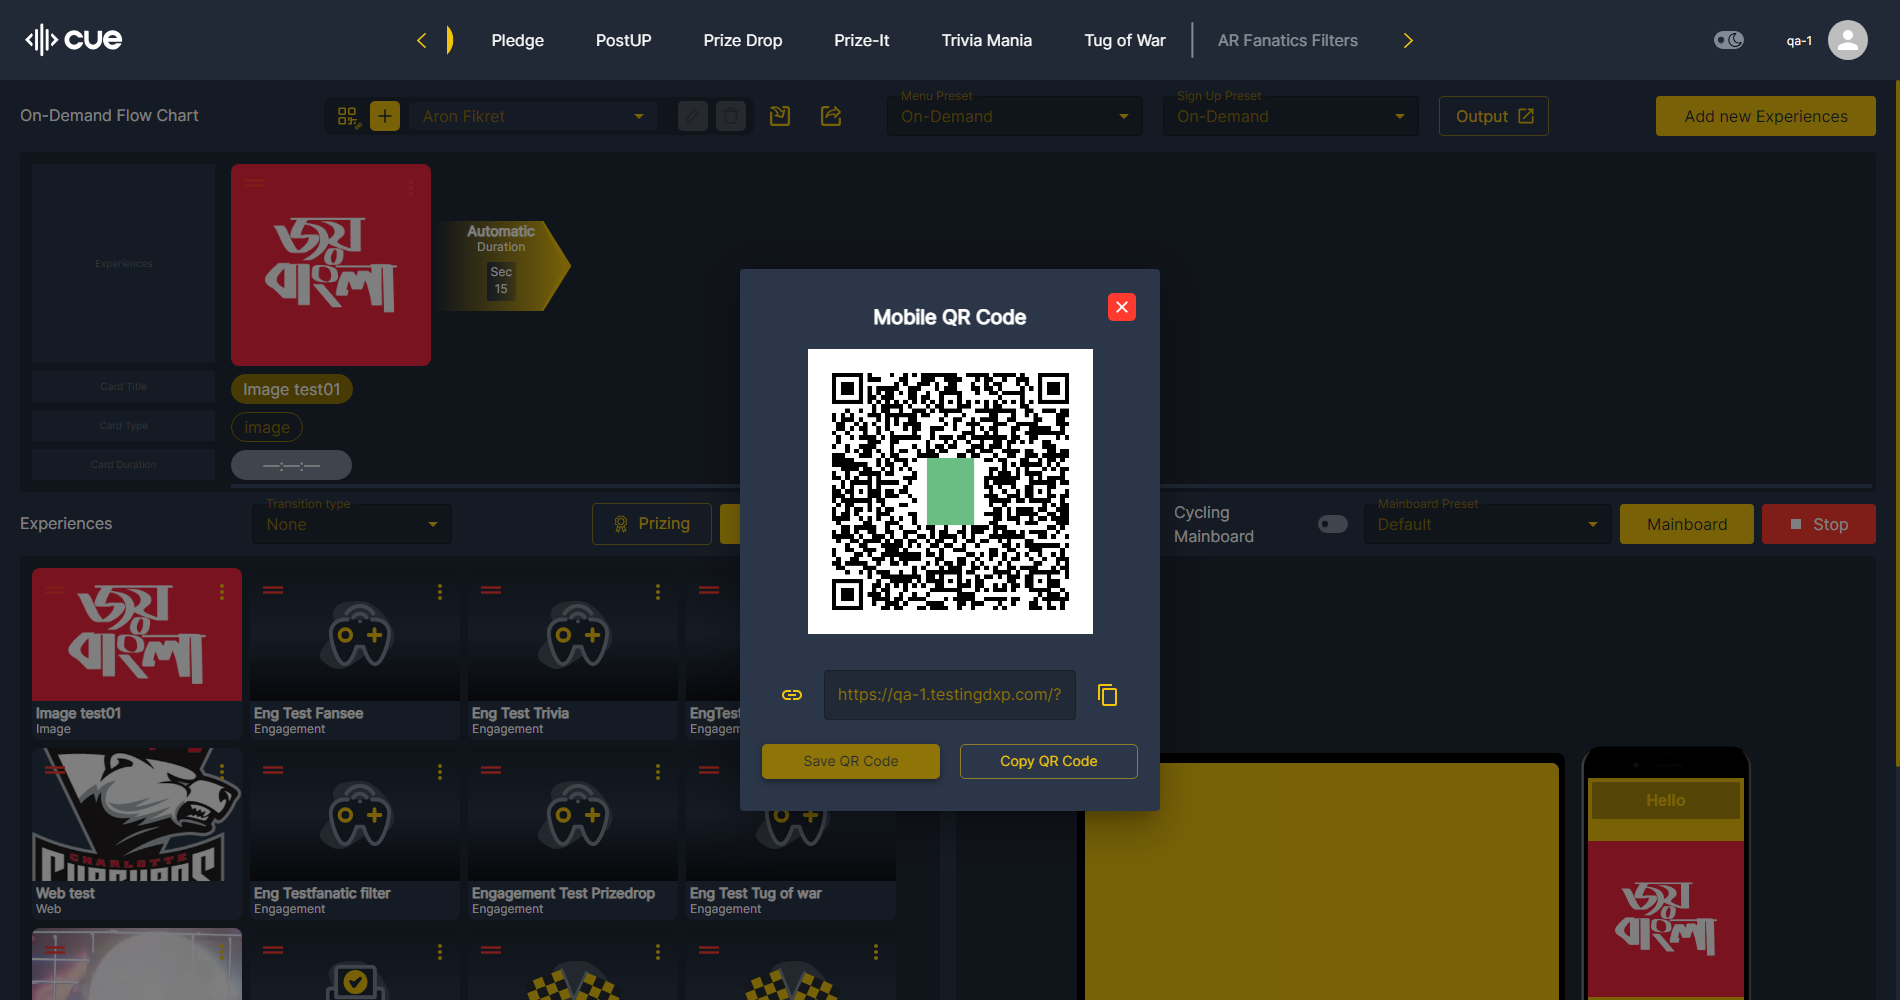 cue
Pledge
PostUP
Prize Drop
Prize-It
Trivia Mania
Tug of War
AR Fanatics Filters
qa-1
On-Demand Flow Chart
Aron Fikret
Menu Preset
On-Demand
Sign Up Preset
On-Demand
Output
Add new Experiences
Experiences
জয়
বাংলা
Automatic
Duration
Sec
15
Card Title
Image test01
Card Type
image
Card Duration
—:—:—
Mobile QR Code
https://qa-1.testingdxp.com/?
Save QR Code
Copy QR Code
Experiences
Transition type
None
Prizing
Cycling
Mainboard
Mainboard Preset
Default
Mainboard
Stop
জয়
বাংলা
Image test01
Image
Eng Test Fansee
Engagement
Eng Test Trivia
Engagement
EngTest
Engagement
CHARLOTTE
Web test
Web
Eng Testfanatic filter
Engagement
Engagement Test Prizedrop
Engagement
Eng Test Tug of war
Engagement
Hello
জয়
বাংলা